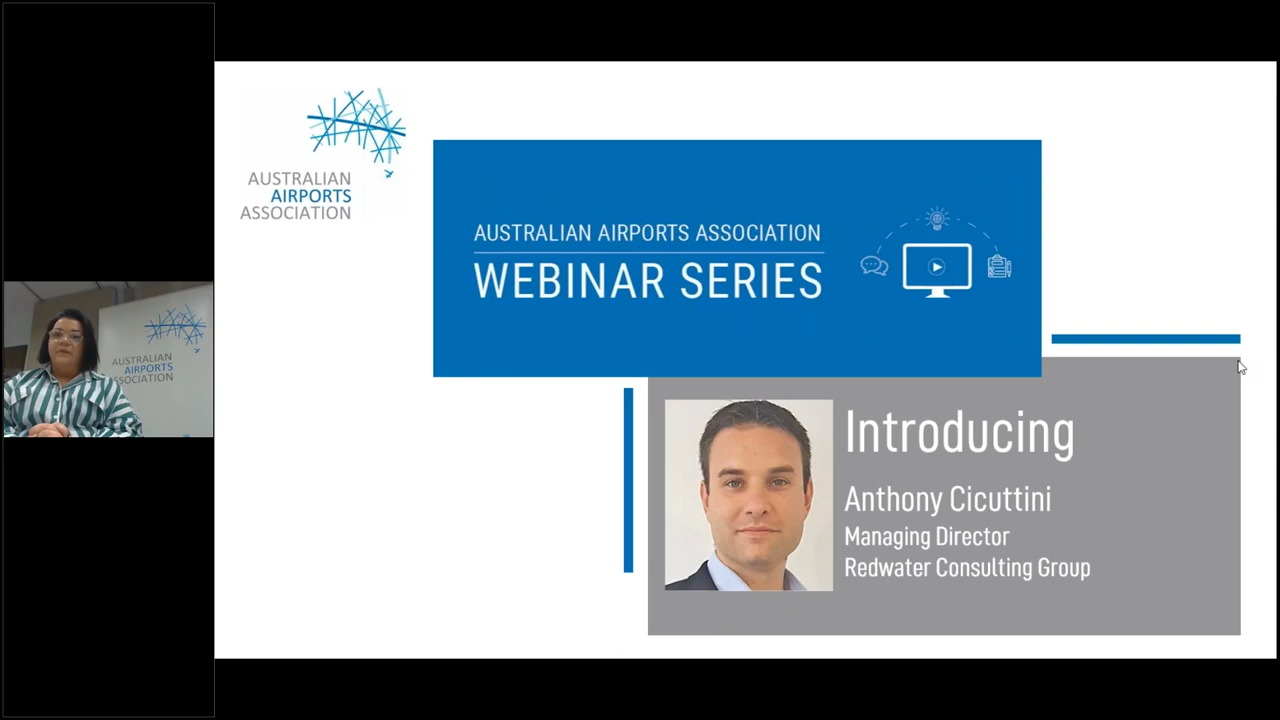 AUSTRALIAN
AIRPORTS
ASSOCIATION
AUSTRALIAN AIRPORTS ASSOCIATION
WEBINAR SERIES
AUSTRALIAN
AIRPORTS
ASSOCIATION
Introducing
Anthony Cicuttini
Managing Director
Redwater Consulting Group